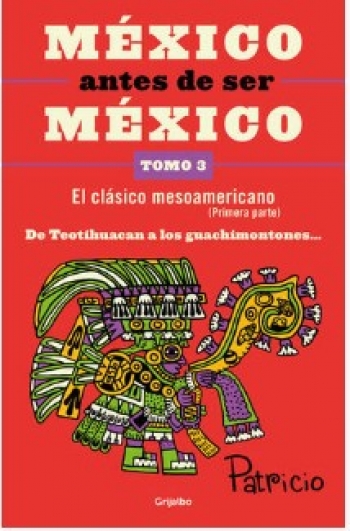 MÉXICO
antes de ser
MÉXICO
TOMO 3
El clásico mesoamericano
(Primera parte)
De Teotihuacan a los guachimontones...
Patricio
Grijalbo